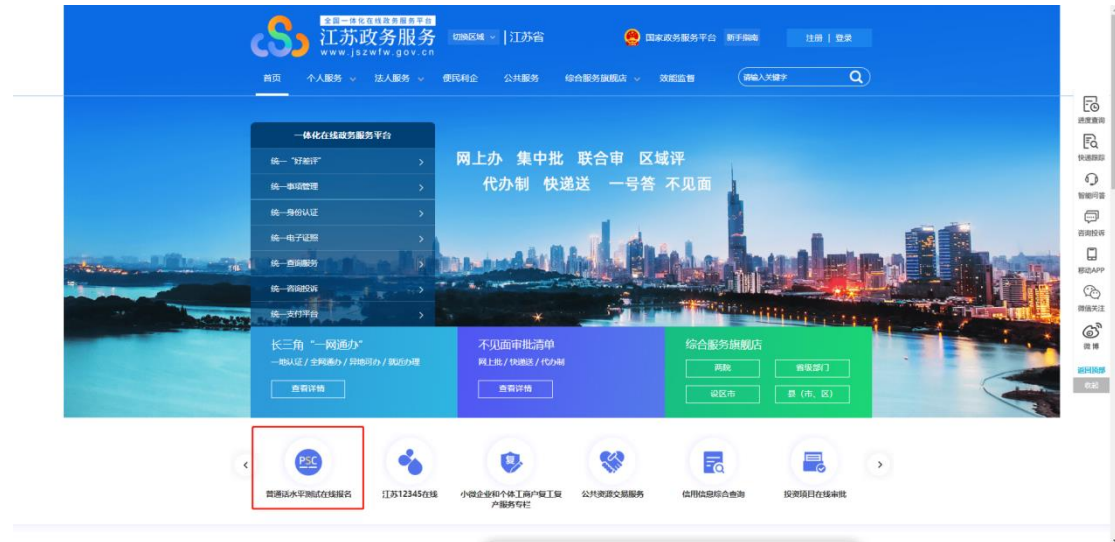 全国一体化在线政务服务平台
江苏政务服务
www.jszwfw.gov.cn
切换区域 | 江苏省
国家政务服务平台 新手指南 注册 | 登录
首页 个人服务 法人服务 便民利企 公共服务 综合服务旗舰店 效能监督 请输入关键字
一体化在线政务服务平台
统一 “好差评”
统一事项管理
统一身份认证
统一电子证照
统一查询服务
统一咨询投诉
统一支付平台
网上办 集中批 联合审 区域评
代办制 快递送 一号答 不见面
长三角 “一网通办”
一地认证 / 全网通办 / 异地可办 / 就近办理
查看详情
不见面审批清单
网上批 / 快递送 / 代办制
查看详情
综合服务旗舰店
两院 省级部门
设区市 县（市、区）
PSC
普通话水平测试在线报名
江苏12345在线
复
小微企业和个体工商户复工复
产服务专栏
公共资源交易服务
信用信息综合查询
投资项目在线审批
进度查询
快递跟踪
智能问答
咨询投诉
移动APP
微信关注
微博
返回顶部
收起